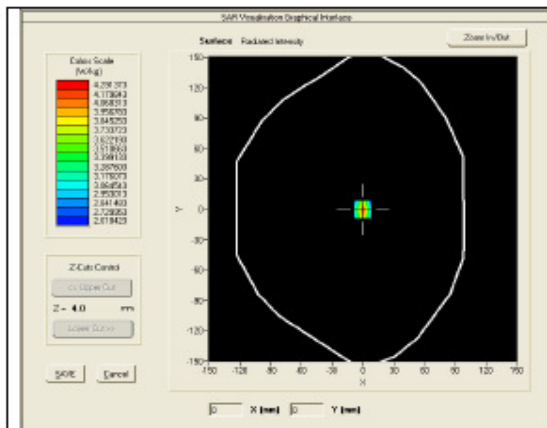 SAR Visualisation Graphical Interface
Surface Radiated Intensity
Zoom In/Out
Color Scale
(W/kg)
4.291373
4.179643
4.068313
3.956783
3.845253
3.733723
3.622193
3.510663
3.399133
3.287603
3.176073
3.064543
2.953013
2.841483
2.729953
2.618423
Z-Cuts Control
<< Upper Cut
Z = 4.0 mm
Lower Cut >>
SAVE Cancel
150
120
90
60
30
0
-30
-60
-90
-120
-150
Y
-150 -120 -90 -60 -30 0 30 60 90 120 150
X
0 X (mm) 0 Y (mm)